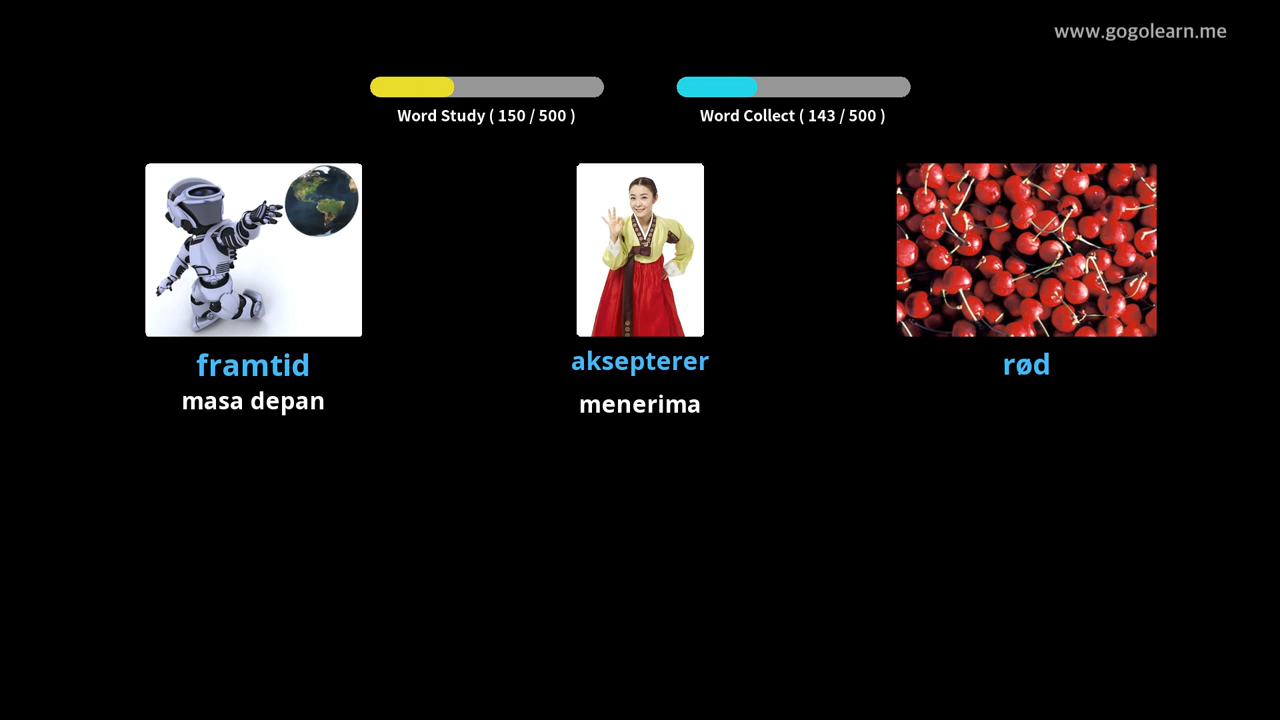 www.gogolearn.me
Word Study ( 150 / 500 )
Word Collect ( 143 / 500 )
framtid
masa depan
aksepterer
menerima
rød